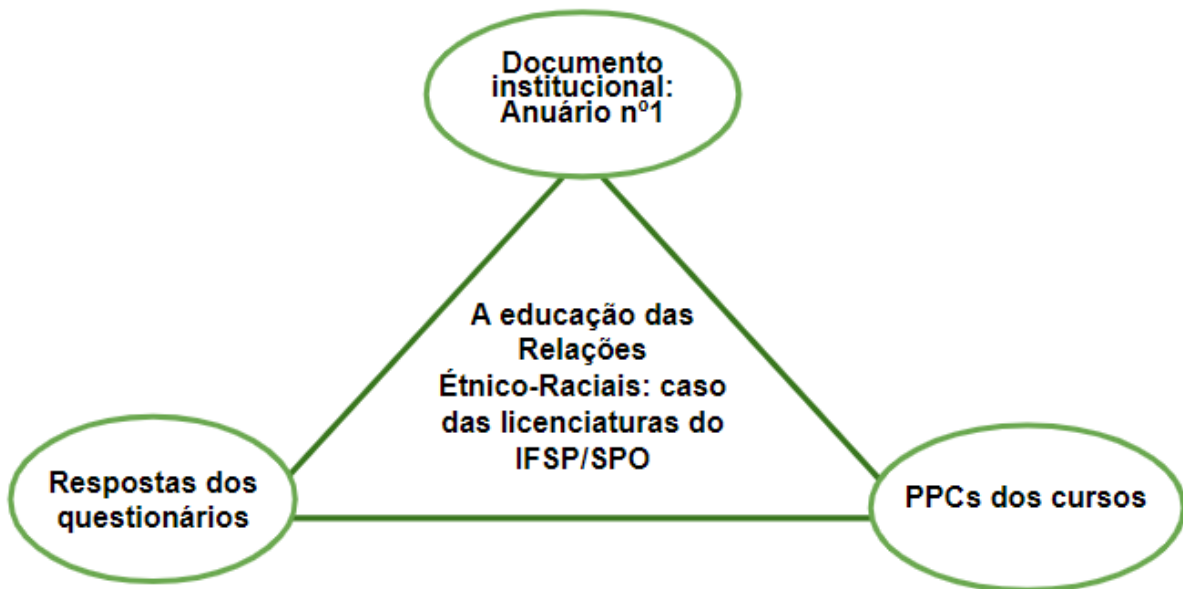 Documento
institucional:
Anuário nº1
A educação das
Relações
Étnico-Raciais: caso
das licenciaturas do
IFSP/SPO
Respostas dos
questionários
PPCs dos cursos